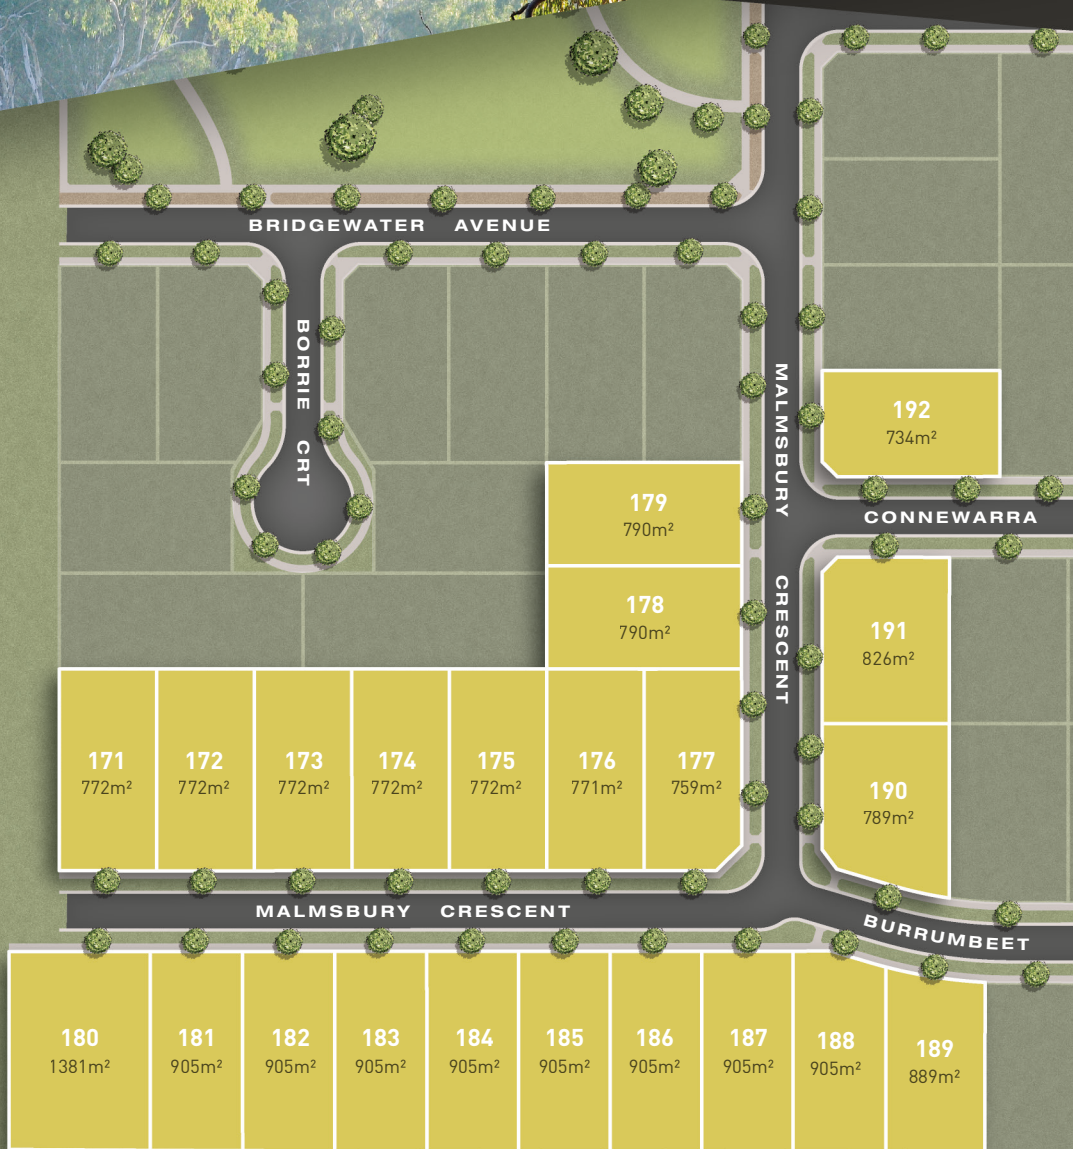 BRIDGEWATER AVENUE
BORRIE CRT
MALMSBURY CRESCENT
192
734m²
CONNEWARRA
179
790m²
178
790m²
191
826m²
171
772m²
172
772m²
173
772m²
174
772m²
175
772m²
176
771m²
177
759m²
190
789m²
MALMSBURY CRESCENT
BURRUMBEET
180
1381m²
181
905m²
182
905m²
183
905m²
184
905m²
185
905m²
186
905m²
187
905m²
188
905m²
189
889m²